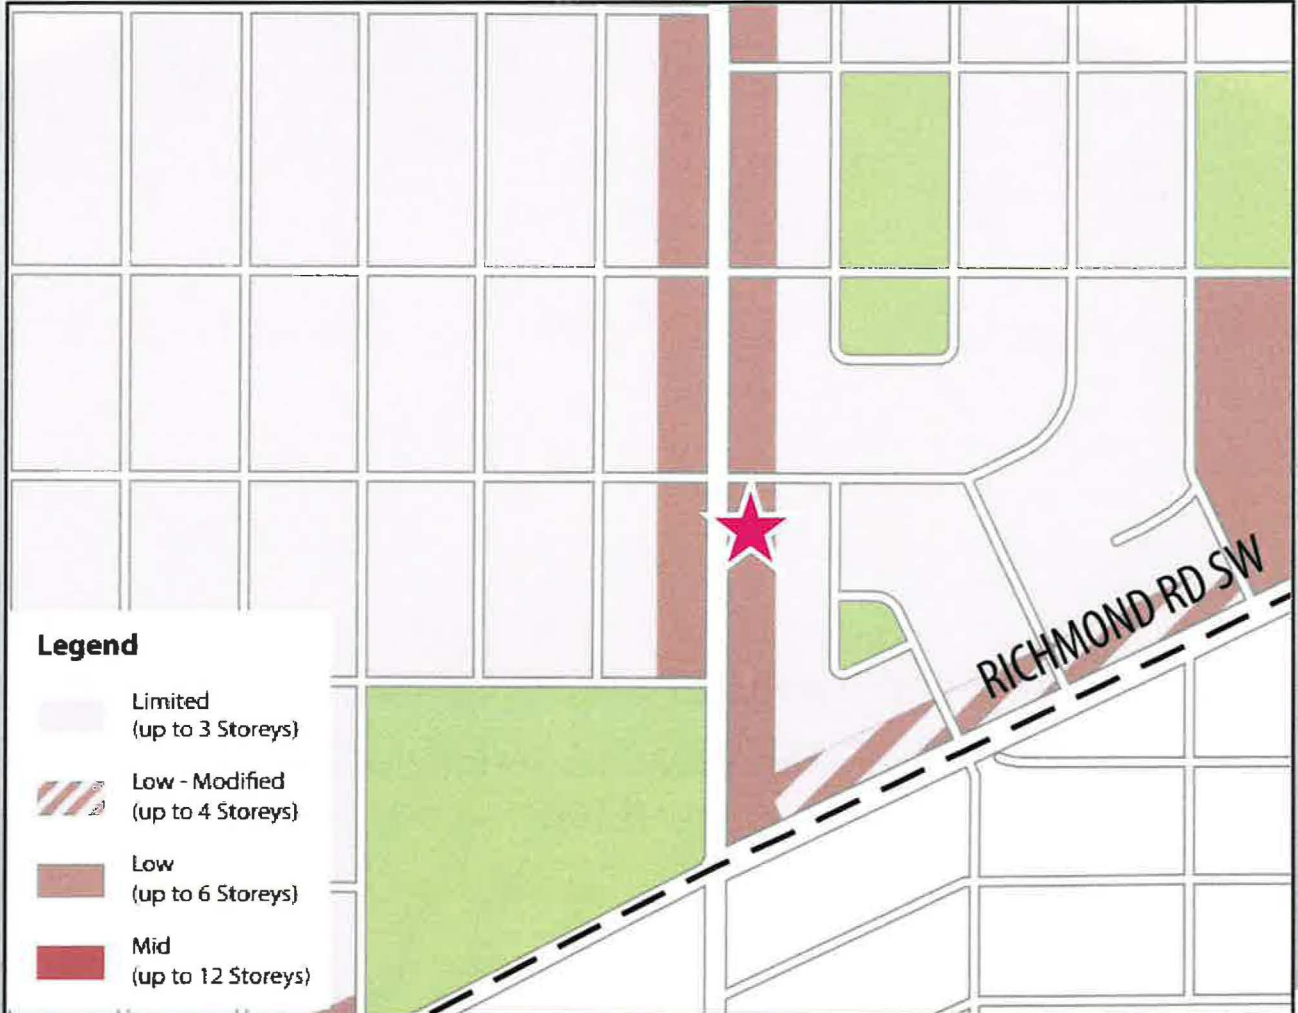 RICHMOND RD SW
Legend
Limited
(up to 3 Storeys)
Low - Modified
(up to 4 Storeys)
Low
(up to 6 Storeys)
Mid
(up to 12 Storeys)